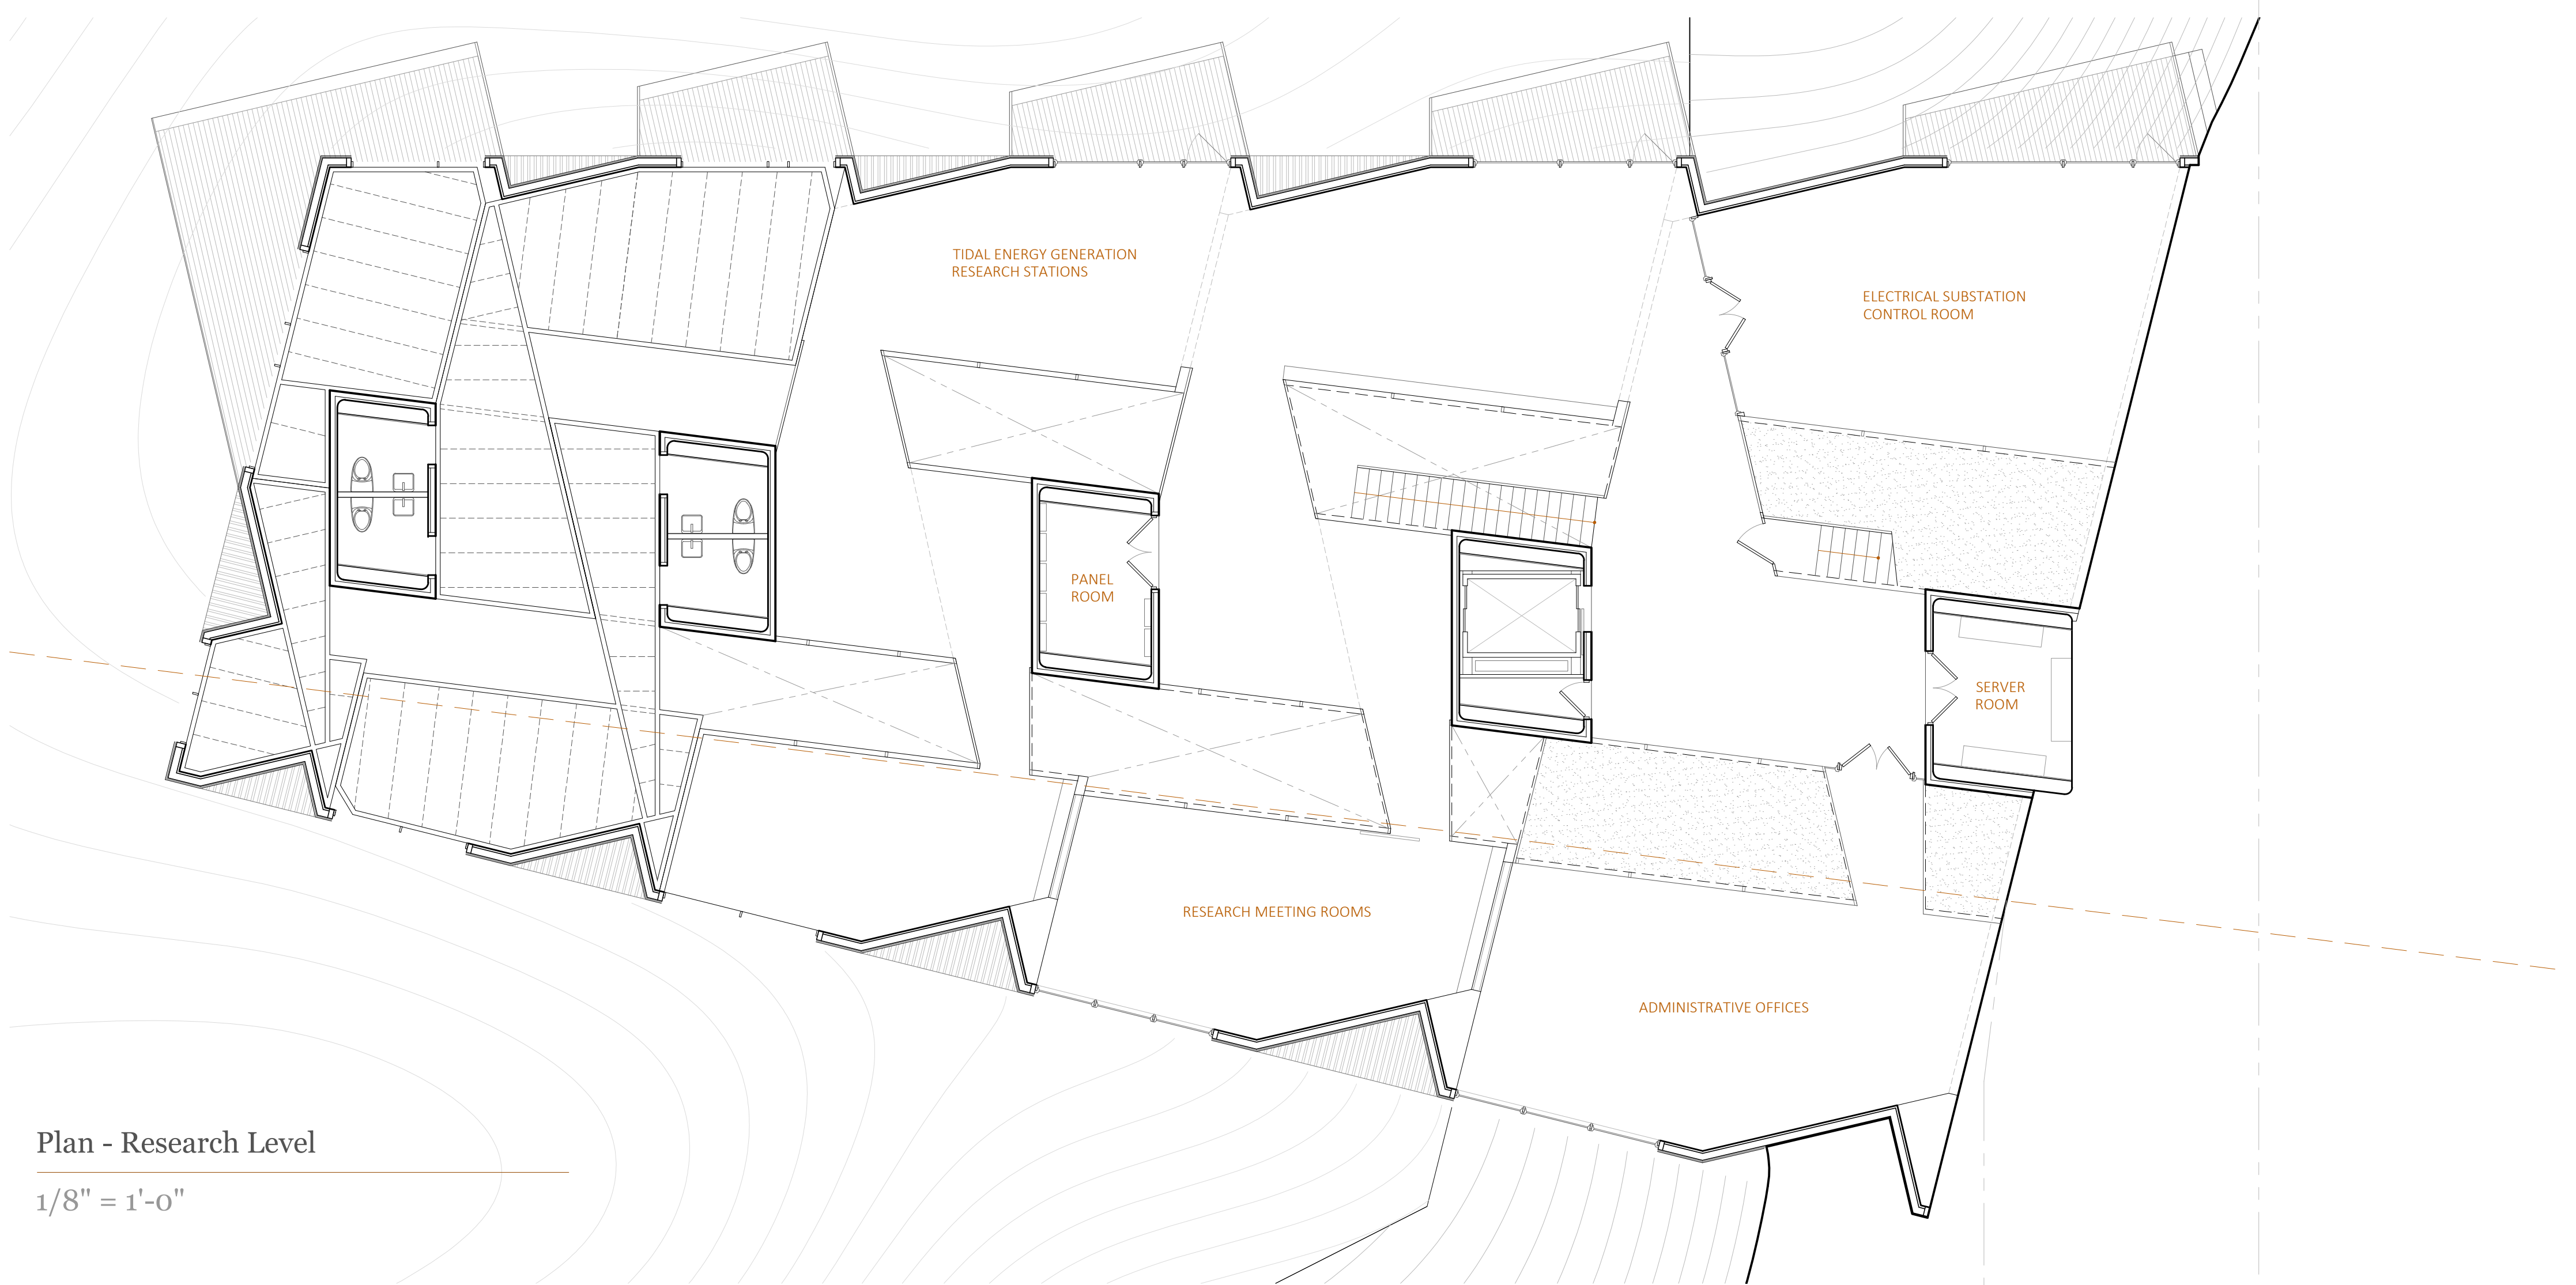 TIDAL ENERGY GENERATION
RESEARCH STATIONS
ELECTRICAL SUBSTATION
CONTROL ROOM
PANEL
ROOM
SERVER
ROOM
RESEARCH MEETING ROOMS
ADMINISTRATIVE OFFICES
Plan - Research Level
1/8" = 1'-0"